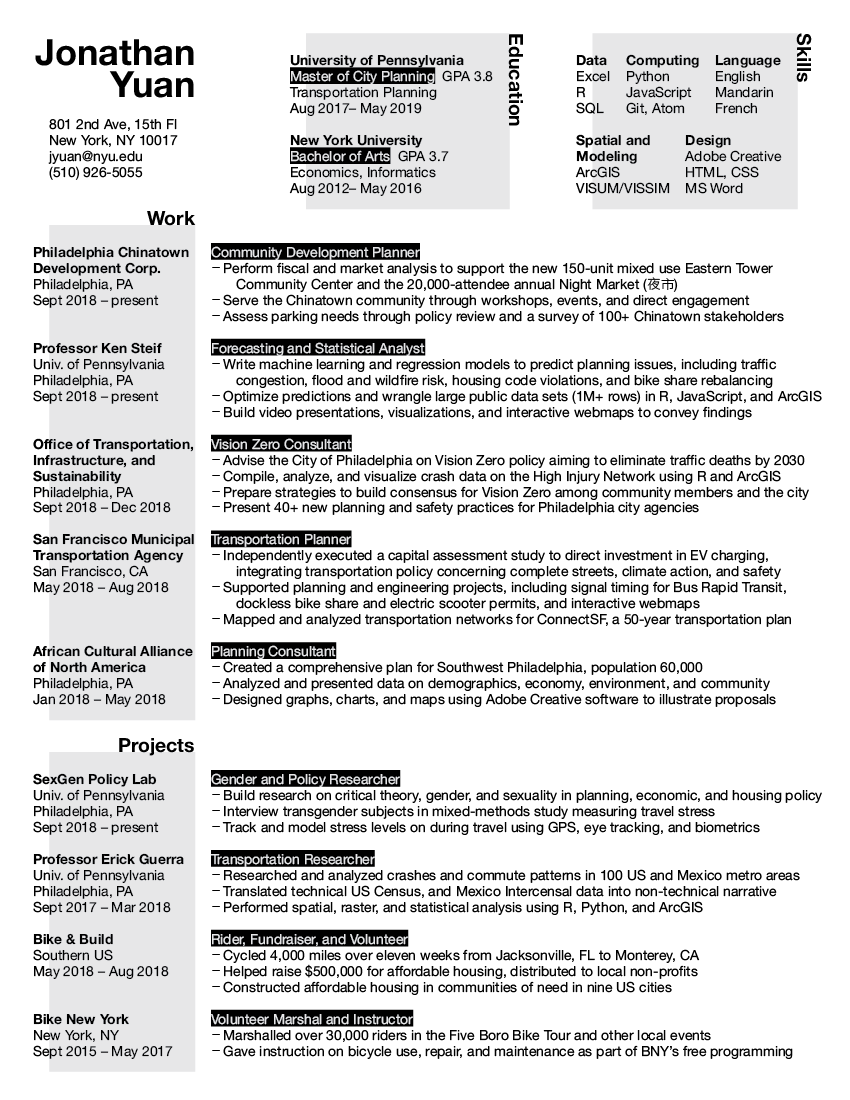 Jonathan
Yuan
801 2nd Ave, 15th Fl
New York, NY 10017
jyuan@nyu.edu
(510) 926-5055
Education
University of Pennsylvania
Master of City Planning GPA 3.8
Transportation Planning
Aug 2017– May 2019
New York University
Bachelor of Arts GPA 3.7
Economics, Informatics
Aug 2012– May 2016
Skills
Data Computing Language
Excel Python English
R JavaScript Mandarin
SQL Git, Atom French
Spatial and Design
Modeling Adobe Creative
ArcGIS HTML, CSS
VISUM/VISSIM MS Word
Work
Philadelphia Chinatown
Development Corp.
Philadelphia, PA
Sept 2018 – present
Community Development Planner
– Perform fiscal and market analysis to support the new 150-unit mixed use Eastern Tower
Community Center and the 20,000-attendee annual Night Market (夜市)
– Serve the Chinatown community through workshops, events, and direct engagement
– Assess parking needs through policy review and a survey of 100+ Chinatown stakeholders
Professor Ken Steif
Univ. of Pennsylvania
Philadelphia, PA
Sept 2018 – present
Forecasting and Statistical Analyst
– Write machine learning and regression models to predict planning issues, including traffic
congestion, flood and wildfire risk, housing code violations, and bike share rebalancing
– Optimize predictions and wrangle large public data sets (1M+ rows) in R, JavaScript, and ArcGIS
– Build video presentations, visualizations, and interactive webmaps to convey findings
Office of Transportation,
Infrastructure, and
Sustainability
Philadelphia, PA
Sept 2018 – Dec 2018
Vision Zero Consultant
– Advise the City of Philadelphia on Vision Zero policy aiming to eliminate traffic deaths by 2030
– Compile, analyze, and visualize crash data on the High Injury Network using R and ArcGIS
– Prepare strategies to build consensus for Vision Zero among community members and the city
– Present 40+ new planning and safety practices for Philadelphia city agencies
San Francisco Municipal
Transportation Agency
San Francisco, CA
May 2018 – Aug 2018
Transportation Planner
– Independently executed a capital assessment study to direct investment in EV charging,
integrating transportation policy concerning complete streets, climate action, and safety
– Supported planning and engineering projects, including signal timing for Bus Rapid Transit,
dockless bike share and electric scooter permits, and interactive webmaps
– Mapped and analyzed transportation networks for ConnectSF, a 50-year transportation plan
African Cultural Alliance
of North America
Philadelphia, PA
Jan 2018 – May 2018
Planning Consultant
– Created a comprehensive plan for Southwest Philadelphia, population 60,000
– Analyzed and presented data on demographics, economy, environment, and community
– Designed graphs, charts, and maps using Adobe Creative software to illustrate proposals
Projects
SexGen Policy Lab
Univ. of Pennsylvania
Philadelphia, PA
Sept 2018 – present
Gender and Policy Researcher
– Build research on critical theory, gender, and sexuality in planning, economic, and housing policy
– Interview transgender subjects in mixed-methods study measuring travel stress
– Track and model stress levels on during travel using GPS, eye tracking, and biometrics
Professor Erick Guerra
Univ. of Pennsylvania
Philadelphia, PA
Sept 2017 – Mar 2018
Transportation Researcher
– Researched and analyzed crashes and commute patterns in 100 US and Mexico metro areas
– Translated technical US Census, and Mexico Intercensal data into non-technical narrative
– Performed spatial, raster, and statistical analysis using R, Python, and ArcGIS
Bike & Build
Southern US
May 2018 – Aug 2018
Rider, Fundraiser, and Volunteer
– Cycled 4,000 miles over eleven weeks from Jacksonville, FL to Monterey, CA
– Helped raise $500,000 for affordable housing, distributed to local non-profits
– Constructed affordable housing in communities of need in nine US cities
Bike New York
New York, NY
Sept 2015 – May 2017
Volunteer Marshal and Instructor
– Marshalled over 30,000 riders in the Five Boro Bike Tour and other local events
– Gave instruction on bicycle use, repair, and maintenance as part of BNY's free programming